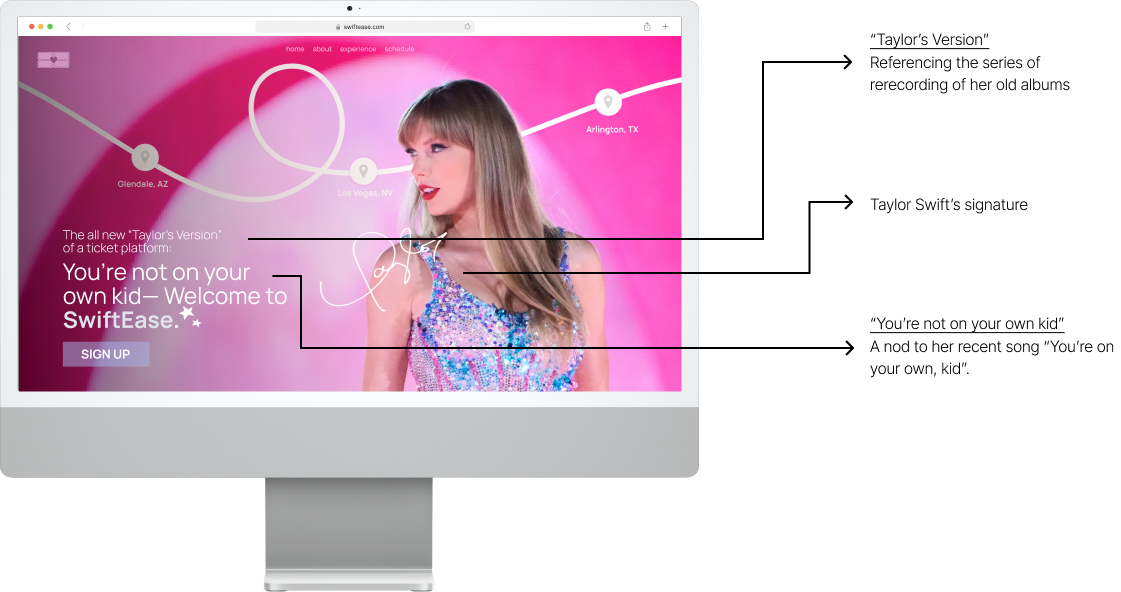 swiftease.com
home about experience schedule
Glendale, AZ
Las Vegas, NV
Arlington, TX
The all new “Taylor’s Version”
of a ticket platform:
You’re not on your
own kid— Welcome to
SwiftEase.
SIGN UP
“Taylor’s Version”
Referencing the series of
rerecording of her old albums
Taylor Swift’s signature
“You’re not on your own kid”
A nod to her recent song “You’re on
your own, kid”.